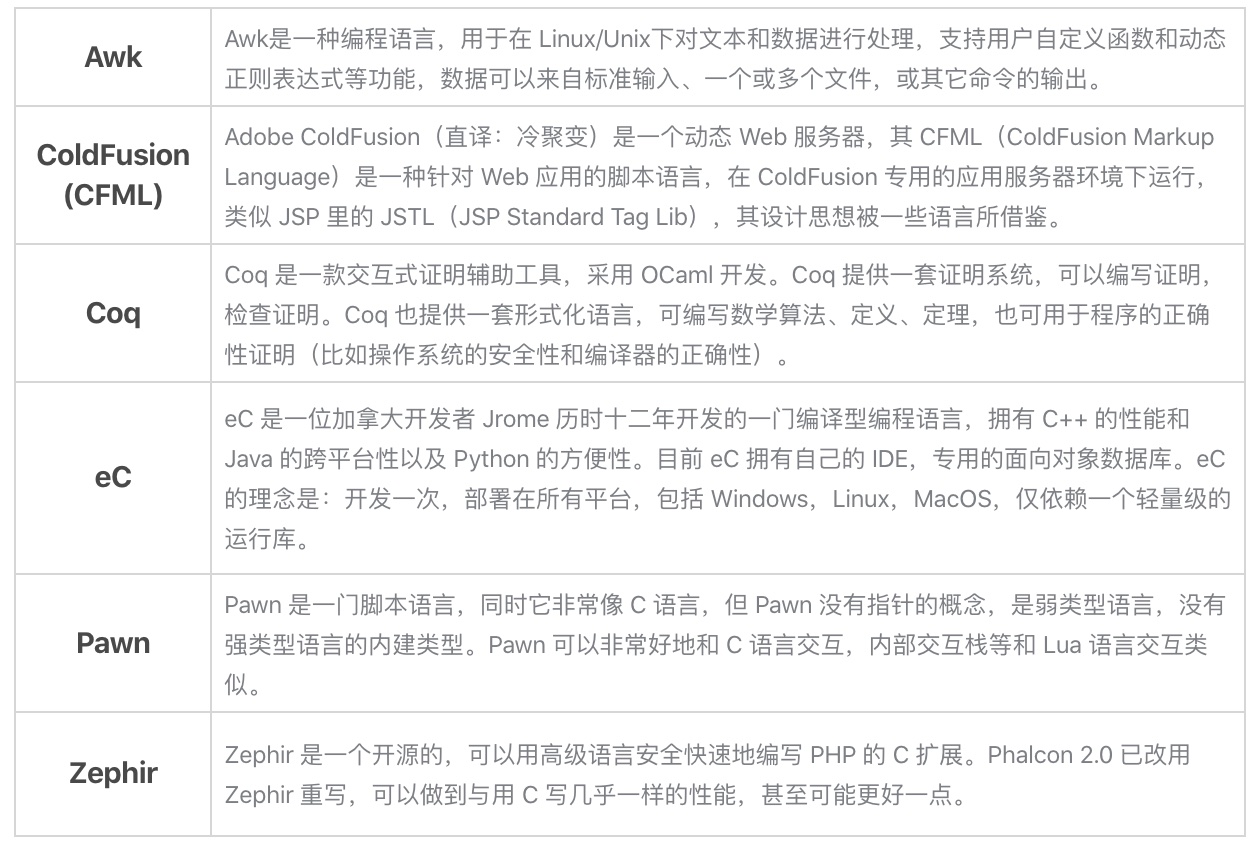 Awk
Awk是一种编程语言，用于在 Linux/Unix下对文本和数据进行处理，支持用户自定义函数和动态
正则表达式等功能，数据可以来自标准输入、一个或多个文件，或其它命令的输出。
ColdFusion
(CFML)
Adobe ColdFusion（直译：冷聚变）是一个动态 Web 服务器，其 CFML（ColdFusion Markup
Language）是一种针对 Web 应用的脚本语言，在 ColdFusion 专用的应用服务器环境下运行，
类似 JSP 里的 JSTL（JSP Standard Tag Lib），其设计思想被一些语言所借鉴。
Coq
Coq 是一款交互式证明辅助工具，采用 OCaml 开发。Coq 提供一套证明系统，可以编写证明，
检查证明。Coq 也提供一套形式化语言，可编写数学算法、定义、定理，也可用于程序的正确
性证明（比如操作系统的安全性和编译器的正确性）。
eC
eC 是一位加拿大开发者 Jrome 历时十二年开发的一门编译型编程语言，拥有 C++ 的性能和
Java 的跨平台性以及 Python 的方便性。目前 eC 拥有自己的 IDE，专用的面向对象数据库。eC
的理念是：开发一次，部署在所有平台，包括 Windows，Linux，MacOS，仅依赖一个轻量级的
运行库。
Pawn
Pawn 是一门脚本语言，同时它非常像 C 语言，但 Pawn 没有指针的概念，是弱类型语言，没有
强类型语言的内建类型。Pawn 可以非常好地和 C 语言交互，内部交互栈等和 Lua 语言交互类
似。
Zephir
Zephir 是一个开源的，可以用高级语言安全快速地编写 PHP 的 C 扩展。Phalcon 2.0 已改用
Zephir 重写，可以做到与用 C 写几乎一样的性能，甚至可能更好一点。